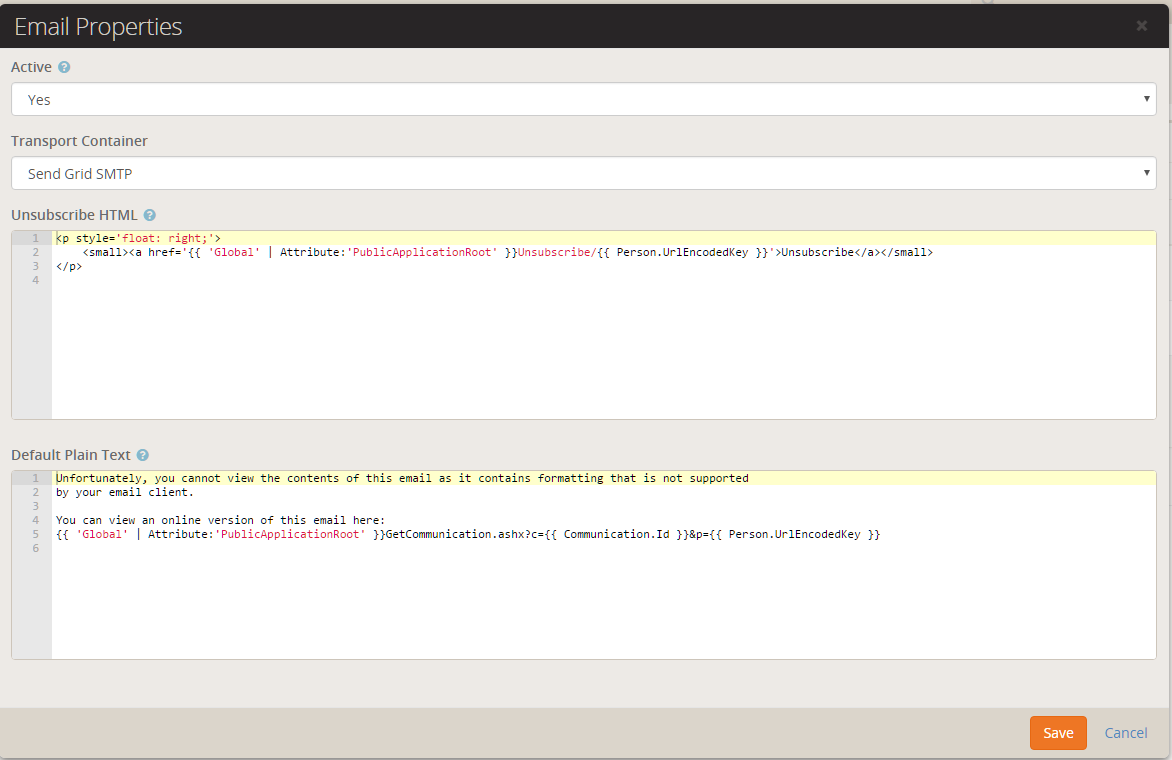 Email Properties
×
Active ?
Yes
Transport Container
Send Grid SMTP
Unsubscribe HTML ?
1 <p style='float: right;'>
2     <small><a href='{{ 'Global' | Attribute:'PublicApplicationRoot' }}Unsubscribe/{{ Person.UrlEncodedKey }}'>Unsubscribe</a></small>
3 </p>
4
Default Plain Text ?
1 Unfortunately, you cannot view the contents of this email as it contains formatting that is not supported
2 by your email client.
3
4 You can view an online version of this email here:
5 {{ 'Global' | Attribute:'PublicApplicationRoot' }}GetCommunication.ashx?c={{ Communication.Id }}&p={{ Person.UrlEncodedKey }}
6
Save Cancel